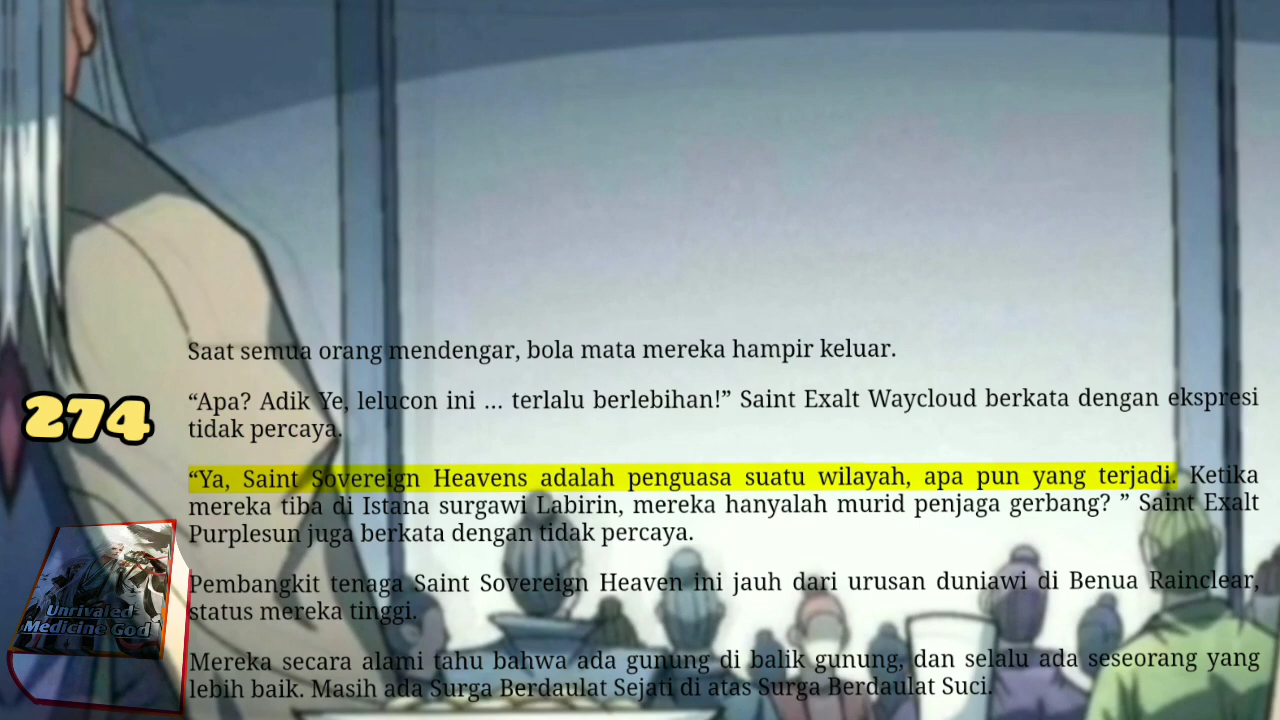 Saat semua orang mendengar, bola mata mereka hampir keluar.
“Apa? Adik Ye, lelucon ini ... terlalu berlebihan!” Saint Exalt Waycloud berkata dengan ekspresi
tidak percaya.
274
“Ya, Saint Sovereign Heavens adalah penguasa suatu wilayah, apa pun yang terjadi. Ketika
mereka tiba di Istana surgawi Labirin, mereka hanyalah murid penjaga gerbang? ” Saint Exalt
Purplesun juga berkata dengan tidak percaya.
Pembangkit tenaga Saint Sovereign Heaven ini jauh dari urusan duniawi di Benua Rainclear,
status mereka tinggi.
Unrivaled
Medicine God
Mereka secara alami tahu bahwa ada gunung di balik gunung, dan selalu ada seseorang yang
lebih baik. Masih ada Surga Berdaulat Sejati di atas Surga Berdaulat Suci.